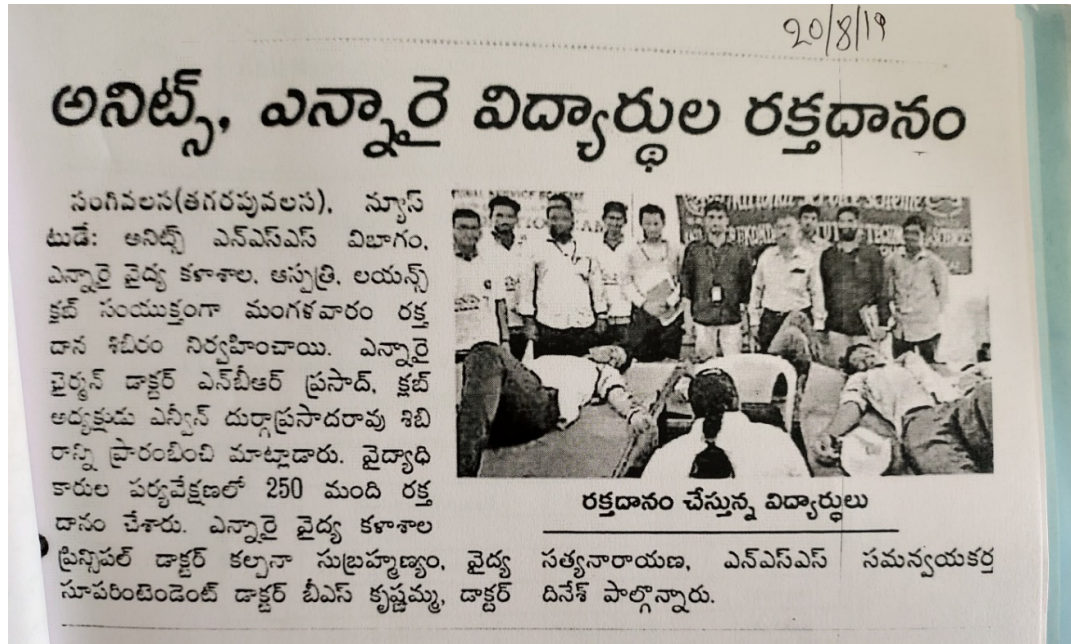 20/8/19
అనిట్స్, ఎన్నారై విద్యార్థుల రక్తదానం
సంగివలస(తగరపువలస), న్యూస్
టుడే: అనిట్స్ ఎన్ఎస్ఎస్ విభాగం,
ఎన్నారై వైద్య కళాశాల, ఆస్పత్రి, లయన్స్
క్లబ్ సంయుక్తంగా మంగళవారం రక్త
దాన శిబిరం నిర్వహించాయి. ఎన్నారై
ఛైర్మన్ డాక్టర్ ఎన్‌బీఆర్ ప్రసాద్, క్లబ్
అధ్యక్షుడు ఎన్వీన్ దుర్గాప్రసాదరావు శిబి
రాన్ని ప్రారంభించి మాట్లాడారు. వైద్యాధి
కారుల పర్యవేక్షణలో 250 మంది రక్త
దానం చేశారు. ఎన్నారై వైద్య కళాశాల
ప్రిన్సిపల్ డాక్టర్ కల్పనా సుబ్రహ్మణ్యం, వైద్య
సూపరింటెండెంట్ డాక్టర్ బీఎస్ కృష్ణమ్మ, డాక్టర్
రక్తదానం చేస్తున్న విద్యార్థులు
సత్యనారాయణ, ఎన్ఎస్ఎస్ సమన్వయకర్త
దినేశ్ పాల్గొన్నారు.